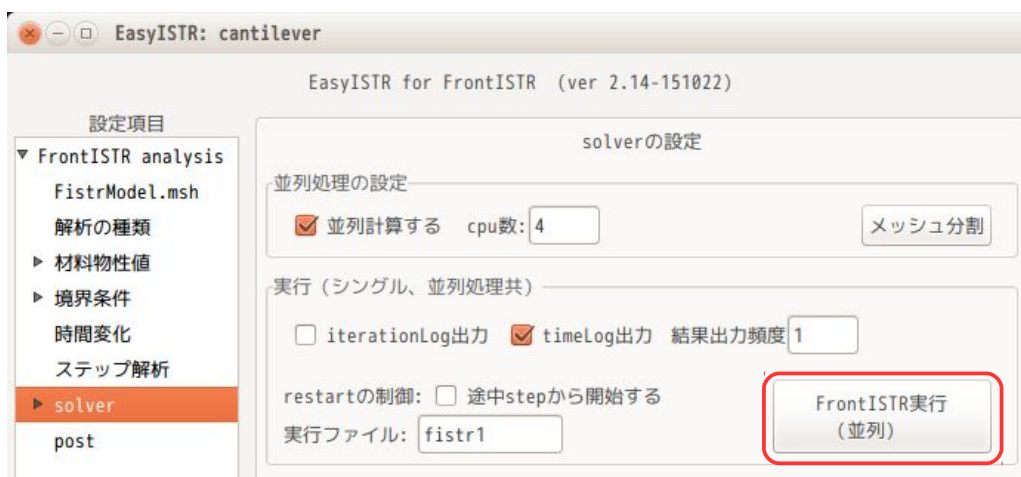 EasyISTR: cantilever
EasyISTR for FrontISTR (ver 2.14-151022)
設定項目
FrontISTR analysis
FistrModel.msh
解析の種類
材料物性値
境界条件
時間変化
ステップ解析
solver
post
solverの設定
並列処理の設定
並列計算する cpu数: 4 メッシュ分割
実行 (シングル、並列処理共)
iterationLog出力 timeLog出力 結果出力頻度 1
restartの制御: 途中stepから開始する
実行ファイル: fistr1
FrontISTR実行
(並列)